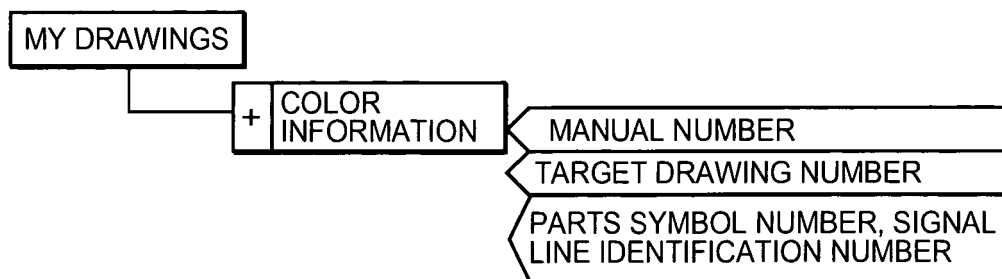 MY DRAWINGS
+
COLOR
INFORMATION
MANUAL NUMBER
TARGET DRAWING NUMBER
PARTS SYMBOL NUMBER, SIGNAL
LINE IDENTIFICATION NUMBER